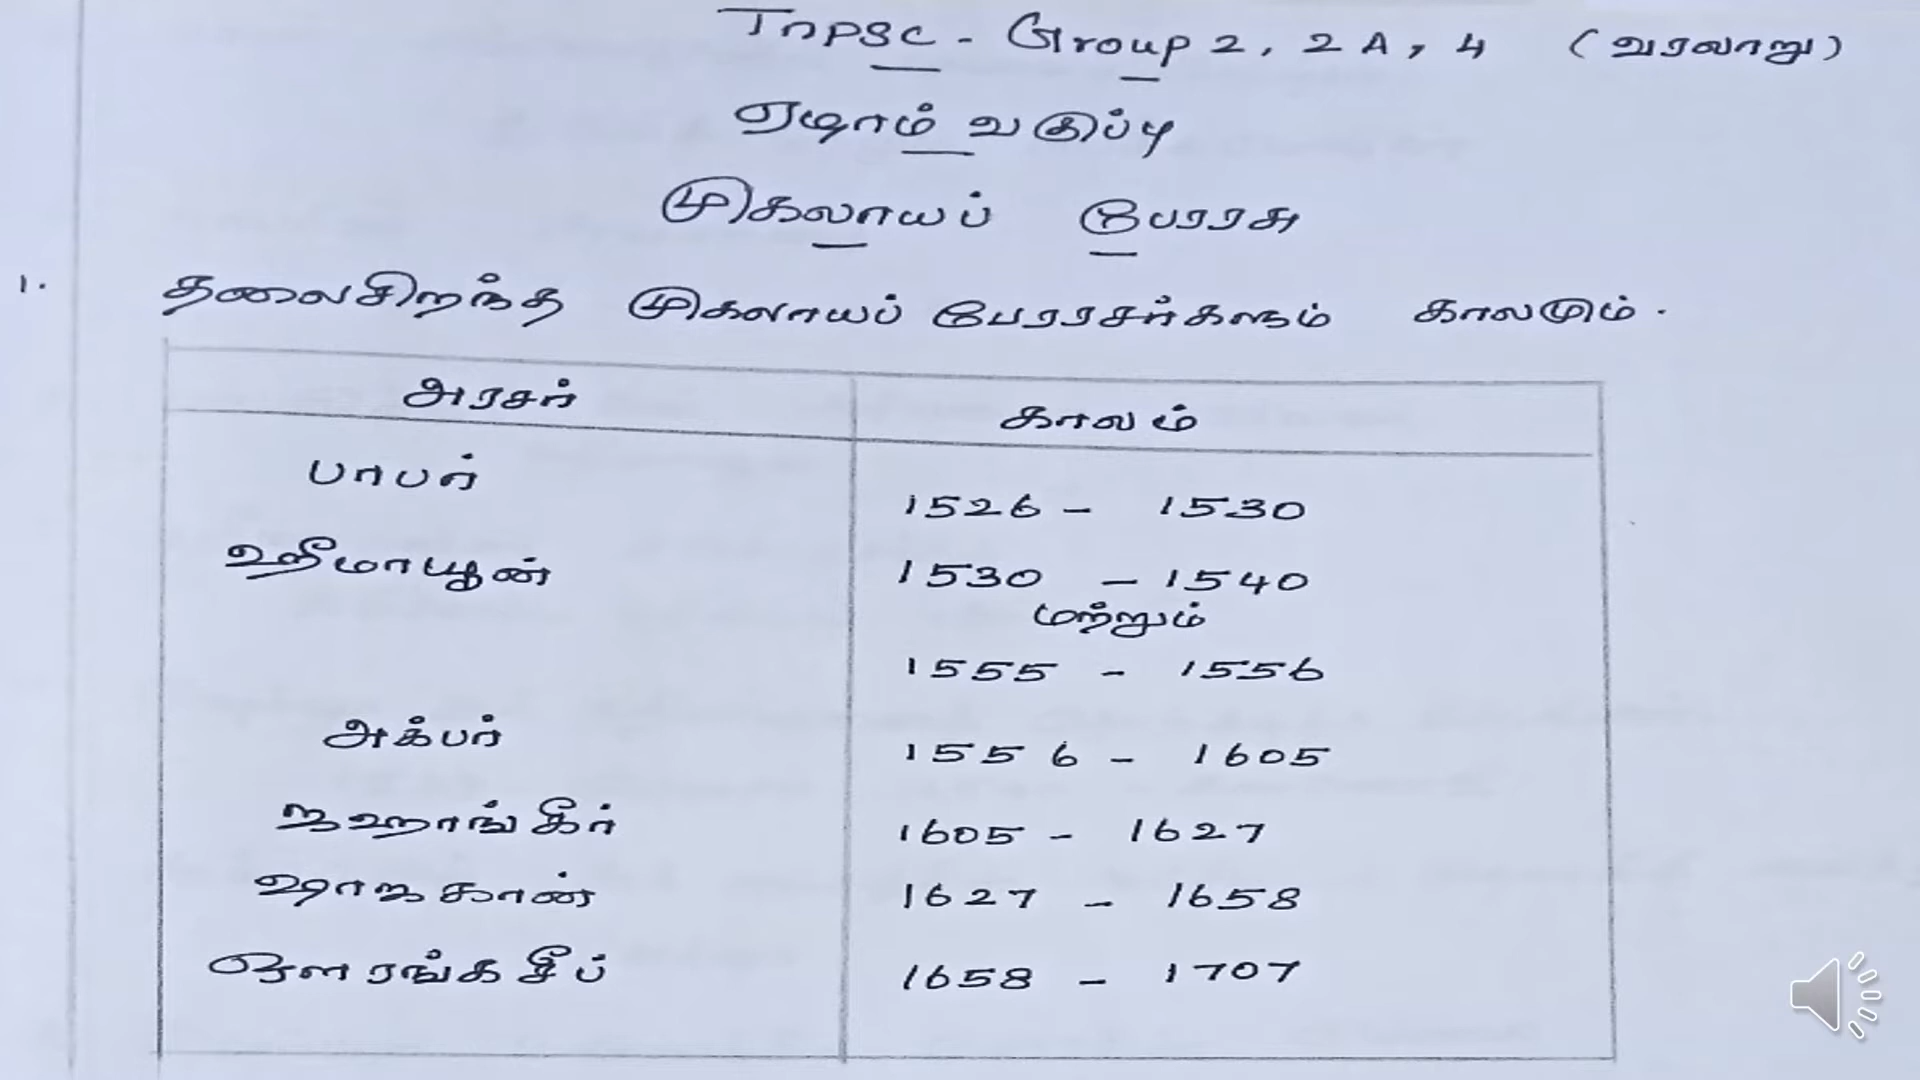 TnPSC - Group 2, 2A, 4 (வரலாறு)
ஏழாம் வகுப்பு
முகலாயப் பேரரசு
1. தலைசிறந்த முகலாயப் பேரரசர்களும் காலமும்.
அரசர் காலம்
பாபர் 1526 - 1530
ஹீமாயூன் 1530 - 1540
மற்றும்
1555 - 1556
அக்பர் 1556 - 1605
ஜஹாங்கீர் 1605 - 1627
ஷாஜகான் 1627 - 1658
ஔரங்கசீப் 1658 - 1707